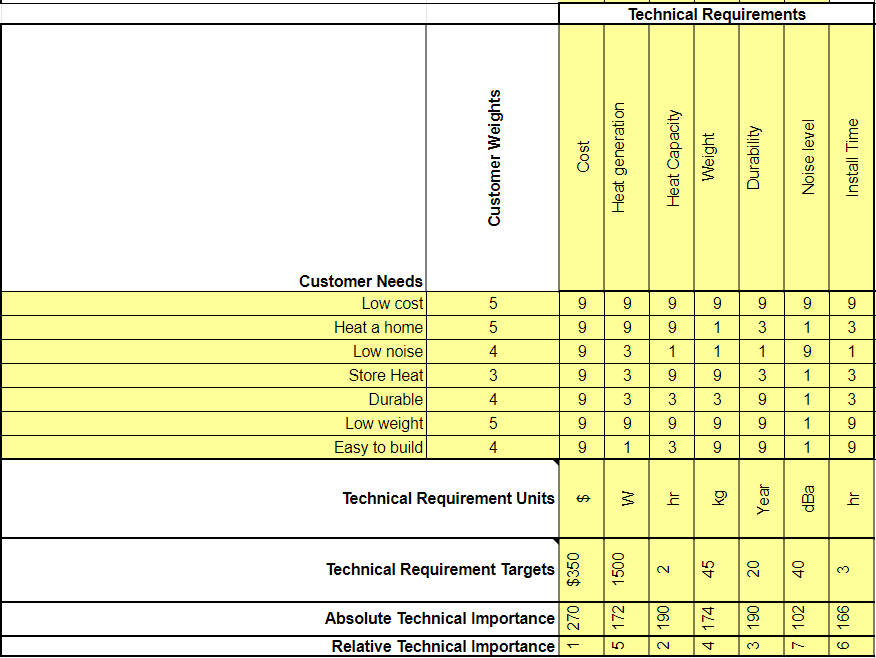 Technical Requirements
Customer Needs Customer Weights Cost Heat generation Heat Capacity Weight Durability Noise level Install Time
Low cost 5 9 9 9 9 9 9 9
Heat a home 5 9 9 9 1 3 1 3
Low noise 4 9 3 1 1 1 9 1
Store Heat 3 9 3 9 9 3 1 3
Durable 4 9 3 3 3 9 1 3
Low weight 5 9 9 9 9 9 1 9
Easy to build 4 9 1 3 9 9 1 9
Technical Requirement Units $ W hr kg Year dBa hr
Technical Requirement Targets $350 1500 2 45 20 40 3
Absolute Technical Importance 270 172 190 174 190 102 166
Relative Technical Importance 1 5 2 4 3 7 6